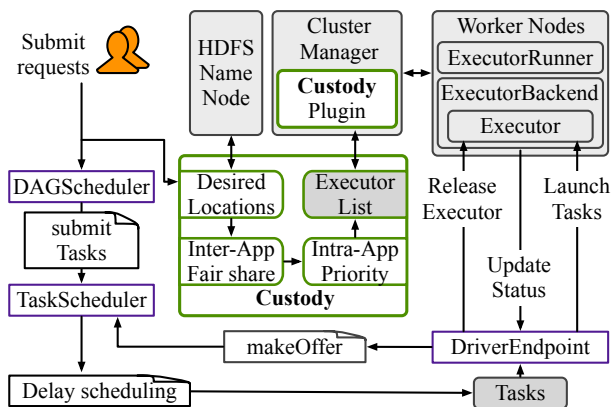 Submit
requests
HDFS
Name
Node
Cluster
Manager
Custody
Plugin
Worker Nodes
ExecutorRunner
ExecutorBackend
Executor
DAGScheduler
submit
Tasks
TaskScheduler
Desired
Locations
Executor
List
Inter-App
Fair share
Intra-App
Priority
Custody
Release
Executor
Launch
Tasks
Update
Status
makeOffer
DriverEndpoint
Delay scheduling
Tasks